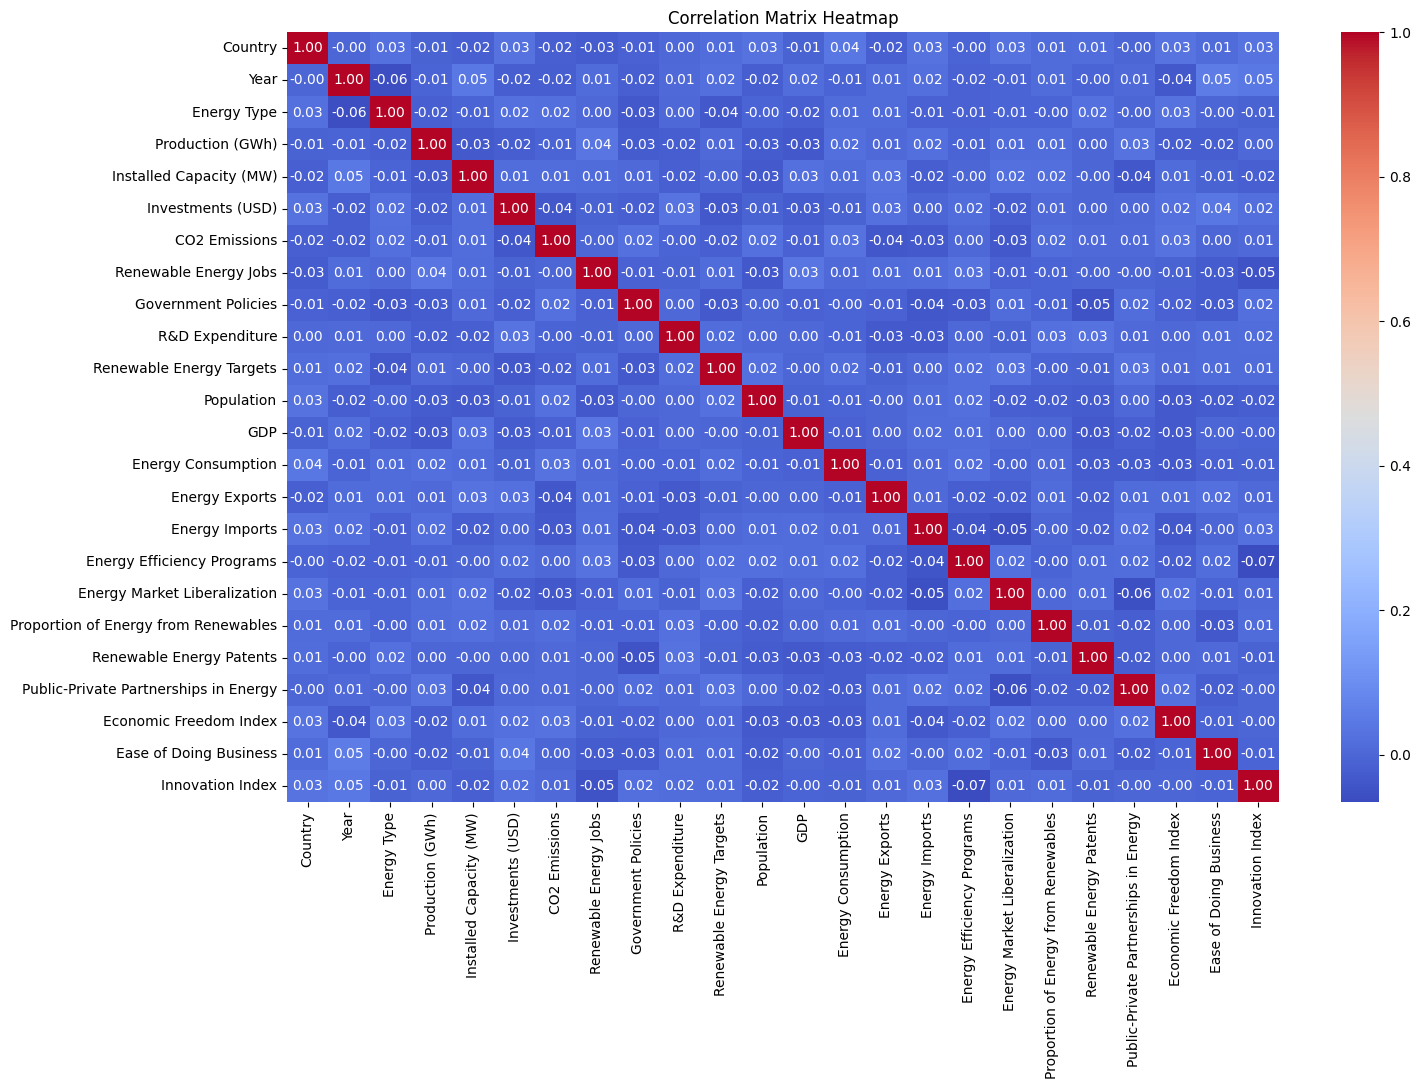 Correlation Matrix Heatmap
Country 1.00 -0.00 0.03 -0.01 -0.02 0.03 -0.02 -0.03 -0.01 0.00 0.01 0.03 -0.01 0.04 -0.02 0.03 -0.00 0.03 0.01 0.01 -0.00 0.03 0.01 0.03 1.0
Year -0.00 1.00 -0.06 -0.01 0.05 -0.02 -0.02 0.01 -0.02 0.01 0.02 -0.02 0.02 -0.01 0.01 0.02 -0.02 -0.01 0.01 -0.00 0.01 -0.04 0.05 0.05
Energy Type 0.03 -0.06 1.00 -0.02 -0.01 0.02 0.02 0.00 -0.03 0.00 -0.04 -0.00 -0.02 0.01 0.01 -0.01 -0.01 -0.01 -0.00 0.02 -0.00 0.03 -0.00 -0.01
Production (GWh) -0.01 -0.01 -0.02 1.00 -0.03 -0.02 -0.01 0.04 -0.03 -0.02 0.01 -0.03 -0.03 0.02 0.01 0.02 -0.01 0.01 0.01 0.00 0.03 -0.02 -0.02 0.00
Installed Capacity (MW) -0.02 0.05 -0.01 -0.03 1.00 0.01 0.01 0.01 0.01 -0.02 -0.00 -0.03 0.03 0.01 0.03 -0.02 -0.00 0.02 0.02 -0.00 -0.04 0.01 -0.01 -0.02 0.8
Investments (USD) 0.03 -0.02 0.02 -0.02 0.01 1.00 -0.04 -0.01 -0.02 0.03 -0.03 -0.01 -0.03 -0.01 0.03 0.00 0.02 -0.02 0.01 0.00 0.00 0.02 0.04 0.02
CO2 Emissions -0.02 -0.02 0.02 -0.01 0.01 -0.04 1.00 -0.00 0.02 -0.00 -0.02 0.02 -0.01 0.03 -0.04 -0.03 0.00 -0.03 0.02 0.01 0.01 0.03 0.00 0.01
Renewable Energy Jobs -0.03 0.01 0.00 0.04 0.01 -0.01 -0.00 1.00 -0.01 -0.01 0.01 -0.03 0.03 0.01 0.01 0.01 0.03 -0.01 -0.01 -0.00 -0.00 -0.01 -0.03 -0.05
Government Policies -0.01 -0.02 -0.03 -0.03 0.01 -0.02 0.02 -0.01 1.00 0.00 -0.03 -0.00 -0.01 -0.00 -0.01 -0.04 -0.03 0.01 -0.01 -0.05 0.02 -0.02 -0.03 0.02 0.6
R&D Expenditure 0.00 0.01 0.00 -0.02 -0.02 0.03 -0.00 -0.01 0.00 1.00 0.02 0.00 0.00 -0.01 -0.03 -0.03 0.00 -0.01 0.03 0.03 0.01 0.00 0.01 0.02
Renewable Energy Targets 0.01 0.02 -0.04 0.01 -0.00 -0.03 -0.02 0.01 -0.03 0.02 1.00 0.02 -0.00 0.02 -0.01 0.00 0.02 0.03 -0.00 -0.01 0.03 0.01 0.01 0.01
Population 0.03 -0.02 -0.00 -0.03 -0.03 -0.01 0.02 -0.03 -0.00 0.00 0.02 1.00 -0.01 -0.01 -0.00 0.01 0.02 -0.02 -0.02 -0.03 0.00 -0.03 -0.02 -0.02
GDP -0.01 0.02 -0.02 -0.03 0.03 -0.03 -0.01 0.03 -0.01 0.00 -0.00 -0.01 1.00 -0.01 0.00 0.02 0.01 0.00 0.00 -0.03 -0.02 -0.03 -0.00 -0.00 0.4
Energy Consumption 0.04 -0.01 0.01 0.02 0.01 -0.01 0.03 0.01 -0.00 -0.01 0.02 -0.01 -0.01 1.00 -0.01 0.01 0.02 -0.00 0.01 -0.03 -0.03 -0.03 -0.01 -0.01
Energy Exports -0.02 0.01 0.01 0.01 0.03 0.03 -0.04 0.01 -0.01 -0.03 -0.01 -0.00 0.00 -0.01 1.00 0.01 -0.02 -0.02 0.01 -0.02 0.01 0.01 0.02 0.01
Energy Imports 0.03 0.02 -0.01 0.02 -0.02 0.00 -0.03 0.01 -0.04 -0.03 0.00 0.01 0.02 0.01 0.01 1.00 -0.04 -0.05 -0.00 -0.02 0.02 -0.04 -0.00 0.03
Energy Efficiency Programs -0.00 -0.02 -0.01 -0.01 -0.00 0.02 0.00 0.03 -0.03 0.00 0.02 0.02 0.01 0.02 -0.02 -0.04 1.00 0.02 -0.00 0.01 0.02 -0.02 0.02 -0.07
Energy Market Liberalization 0.03 -0.01 -0.01 0.01 0.02 -0.02 -0.03 -0.01 0.01 -0.01 0.03 -0.02 0.00 -0.00 -0.02 -0.05 0.02 1.00 0.00 0.01 -0.06 0.02 -0.01 0.01 0.2
Proportion of Energy from Renewables 0.01 0.01 -0.00 0.01 0.02 0.01 0.02 -0.01 -0.01 0.03 -0.00 -0.02 0.00 0.01 0.01 -0.00 -0.00 0.00 1.00 -0.01 -0.02 0.00 -0.03 0.01
Renewable Energy Patents 0.01 -0.00 0.02 0.00 -0.00 0.00 0.01 -0.00 -0.05 0.03 -0.01 -0.03 -0.03 -0.03 -0.02 -0.02 0.01 0.01 -0.01 1.00 -0.02 0.00 0.01 -0.01
Public-Private Partnerships in Energy -0.00 0.01 -0.00 0.03 -0.04 0.00 0.01 -0.00 0.02 0.01 0.03 0.00 -0.02 -0.03 0.01 0.02 0.02 -0.06 -0.02 -0.02 1.00 0.02 -0.02 -0.00
Economic Freedom Index 0.03 -0.04 0.03 -0.02 0.01 0.02 0.03 -0.01 -0.02 0.00 0.01 -0.03 -0.03 -0.03 0.01 -0.04 -0.02 0.02 0.00 0.00 0.02 1.00 -0.01 -0.00
Ease of Doing Business 0.01 0.05 -0.00 -0.02 -0.01 0.04 0.00 -0.03 -0.03 0.01 0.01 -0.02 -0.00 -0.01 0.02 -0.00 0.02 -0.01 -0.03 0.01 -0.02 -0.01 1.00 -0.01 0.0
Innovation Index 0.03 0.05 -0.01 0.00 -0.02 0.02 0.01 -0.05 0.02 0.02 0.01 -0.02 -0.00 -0.01 0.01 0.03 -0.07 0.01 0.01 -0.01 -0.00 -0.00 -0.01 1.00
Country
Year
Energy Type
Production (GWh)
Installed Capacity (MW)
Investments (USD)
CO2 Emissions
Renewable Energy Jobs
Government Policies
R&D Expenditure
Renewable Energy Targets
Population
GDP
Energy Consumption
Energy Exports
Energy Imports
Energy Efficiency Programs
Energy Market Liberalization
Proportion of Energy from Renewables
Renewable Energy Patents
Public-Private Partnerships in Energy
Economic Freedom Index
Ease of Doing Business
Innovation Index